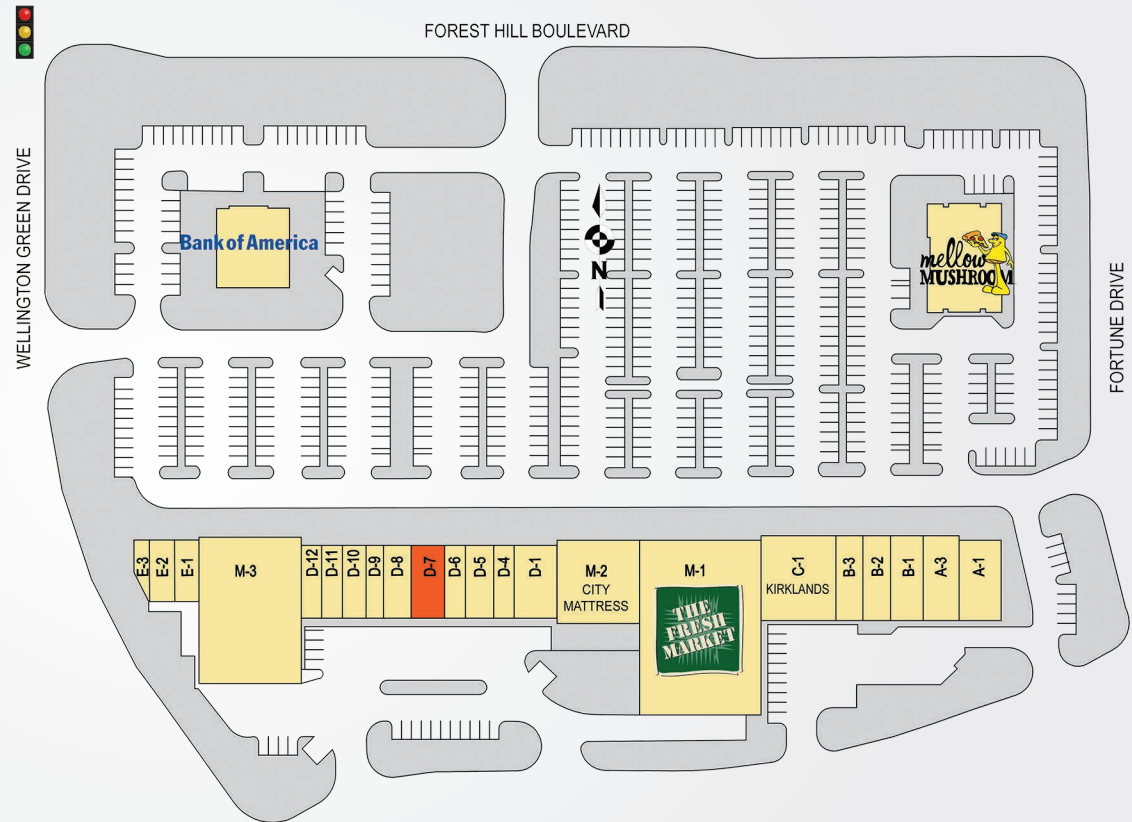 FOREST HILL BOULEVARD
WELLINGTON GREEN DRIVE
Bank of America
N
mellow
MUSHROOM
FORTUNE DRIVE
E-3
E-2
E-1
M-3
D-12
D-11
D-10
D-9
D-8
D-7
D-6
D-5
D-4
D-1
M-2
CITY
MATTRESS
M-1
THE
FRESH
MARKET
C-1
KIRKLANDS
B-3
B-2
B-1
A-3
A-1